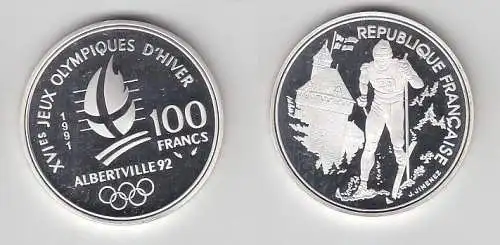 XVIes JEUX OLYMPIQUES D'HIVER
1991
100
FRANCS
ALBERTVILLE 92
REPUBLIQUE FRANÇAISE
J. JIMENEZ